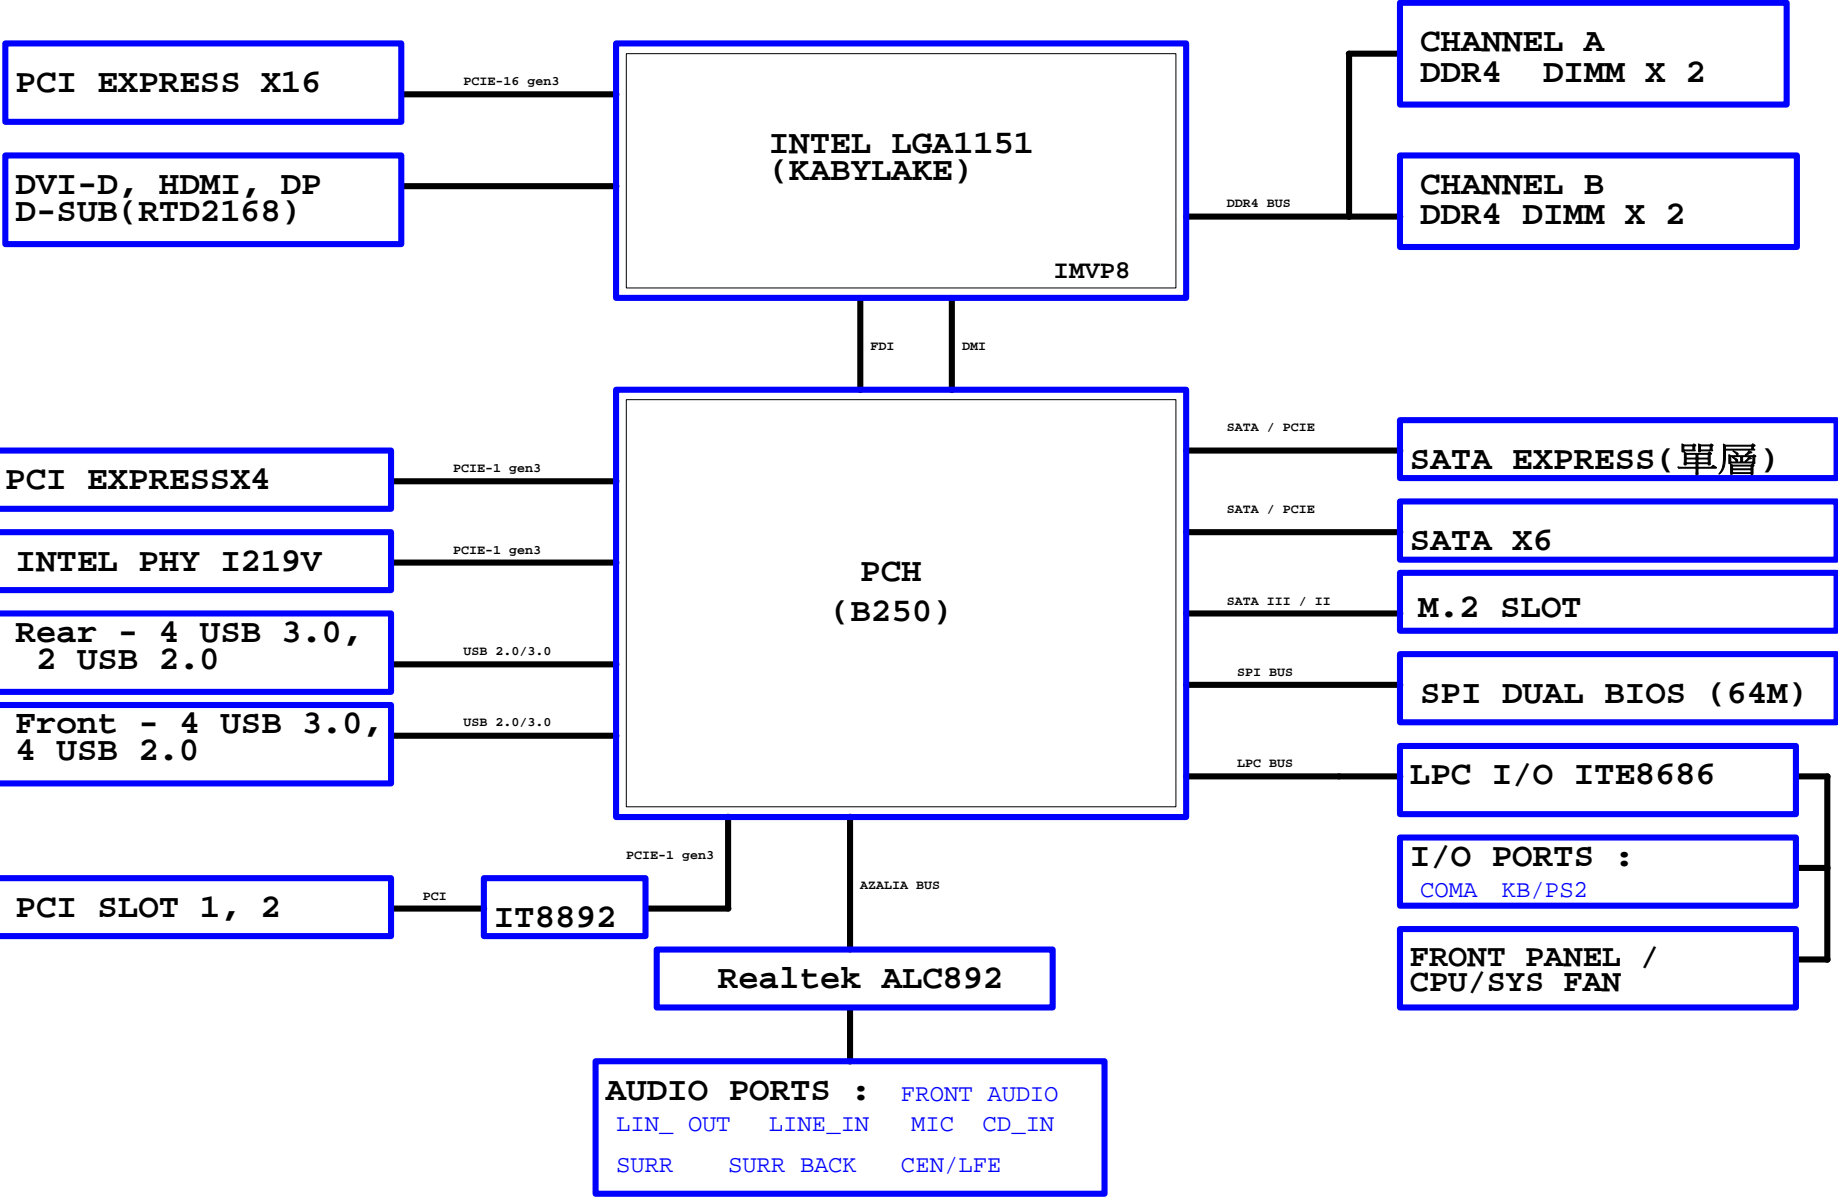 PCI EXPRESS X16
PCIE-16 gen3
DVI-D, HDMI, DP
D-SUB(RTD2168)
INTEL LGA1151
(KABYLAKE)
IMVP8
DDR4 BUS
CHANNEL A
DDR4 DIMM X 2
CHANNEL B
DDR4 DIMM X 2
FDI
DMI
PCI EXPRESSX4
PCIE-1 gen3
INTEL PHY I219V
PCIE-1 gen3
Rear - 4 USB 3.0,
2 USB 2.0
USB 2.0/3.0
Front - 4 USB 3.0,
4 USB 2.0
USB 2.0/3.0
PCH
(B250)
SATA / PCIE
SATA EXPRESS(單層)
SATA / PCIE
SATA X6
SATA III / II
M.2 SLOT
SPI BUS
SPI DUAL BIOS (64M)
LPC BUS
LPC I/O ITE8686
I/O PORTS :
COMA KB/PS2
FRONT PANEL /
CPU/SYS FAN
PCI SLOT 1, 2
PCI
IT8892
PCIE-1 gen3
AZALIA BUS
Realtek ALC892
AUDIO PORTS : FRONT AUDIO
LIN_ OUT LINE_IN MIC CD_IN
SURR SURR BACK CEN/LFE